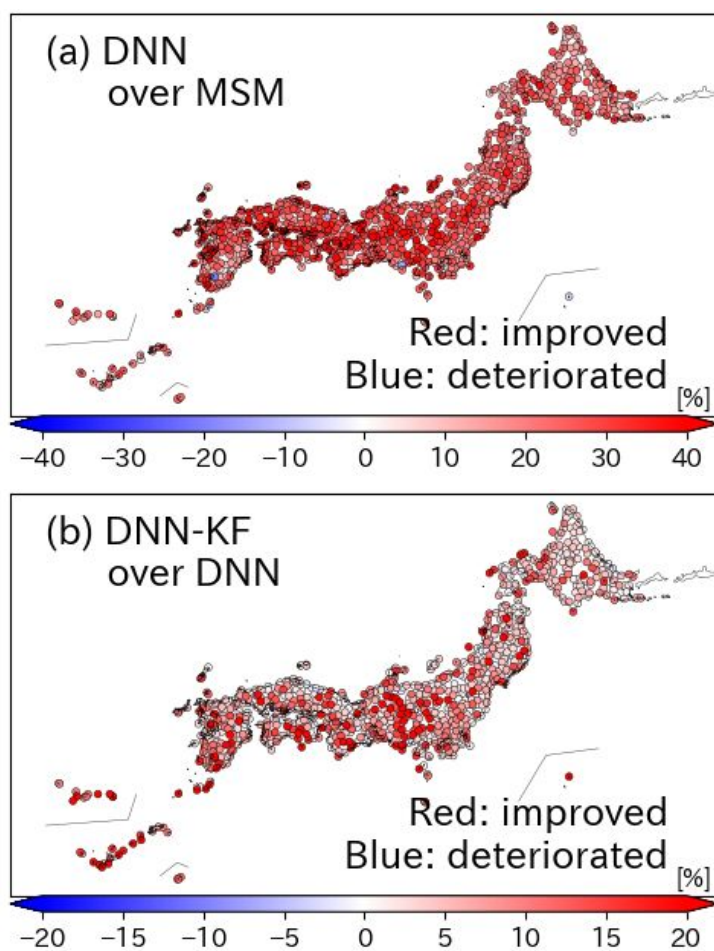 (a) DNN
over MSM
Red: improved
Blue: deteriorated
[%]
−40 −30 −20 −10 0 10 20 30 40
(b) DNN-KF
over DNN
Red: improved
Blue: deteriorated
[%]
−20 −15 −10 −5 0 5 10 15 20